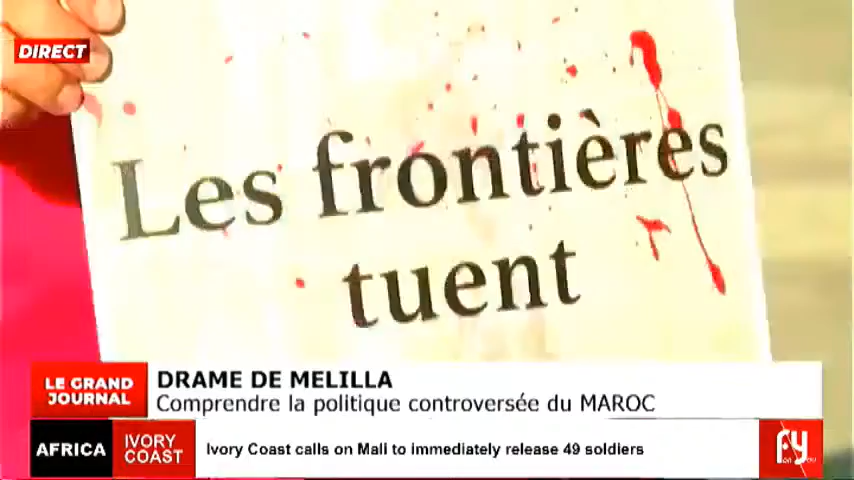 DIRECT
Les frontières
tuent
LE GRAND
JOURNAL
DRAME DE MELILLA
Comprendre la politique controversée du MAROC
AFRICA
IVORY
COAST
Ivory Coast calls on Mali to immediately release 49 soldiers